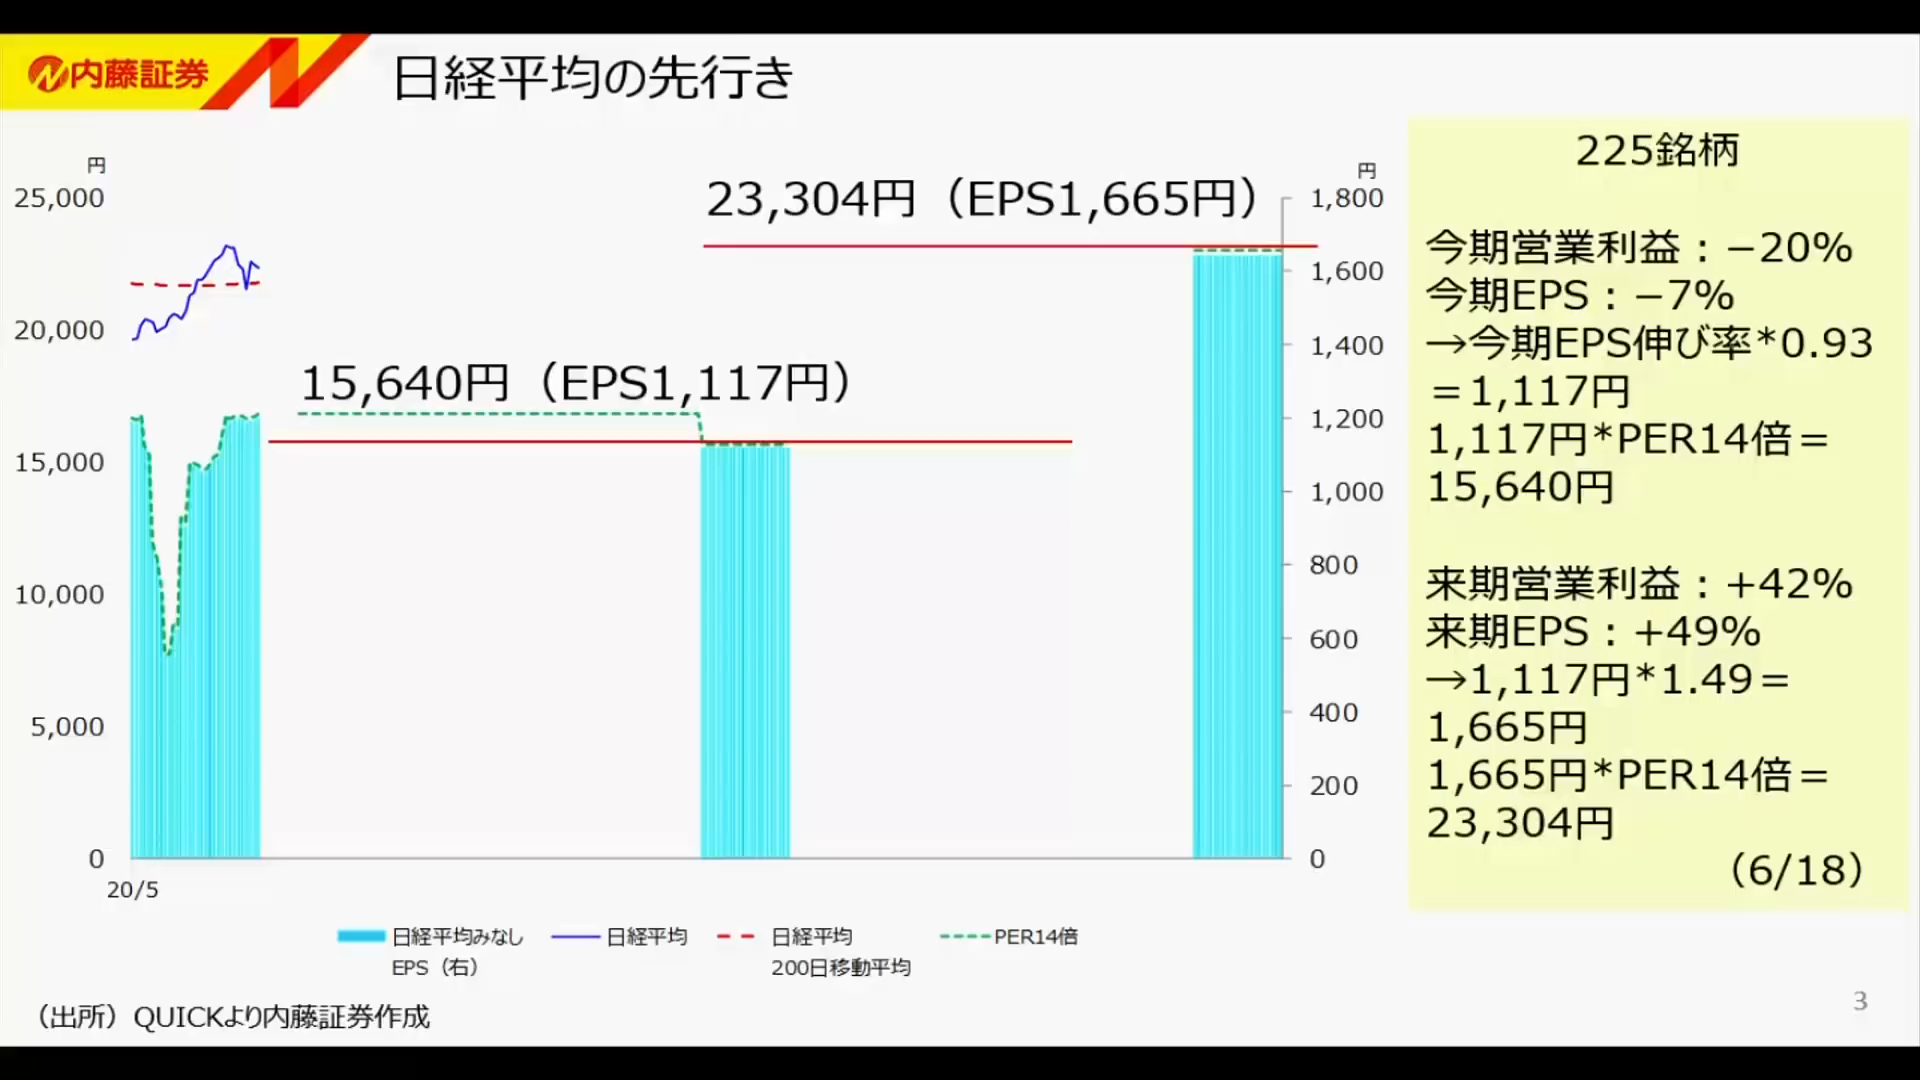 内藤証券
日経平均の先行き
円
25,000
20,000
15,000
10,000
5,000
0
20/5
23,304円（EPS1,665円）
15,640円（EPS1,117円）
円
1,800
1,600
1,400
1,200
1,000
800
600
400
200
0
日経平均みなし
EPS（右）
日経平均
日経平均
200日移動平均
PER14倍
（出所）QUICKより内藤証券作成
225銘柄
今期営業利益：−20%
今期EPS：−7%
→今期EPS伸び率*0.93
＝1,117円
1,117円*PER14倍＝
15,640円
来期営業利益：+42%
来期EPS：+49%
→1,117円*1.49＝
1,665円
1,665円*PER14倍＝
23,304円
（6/18）
3